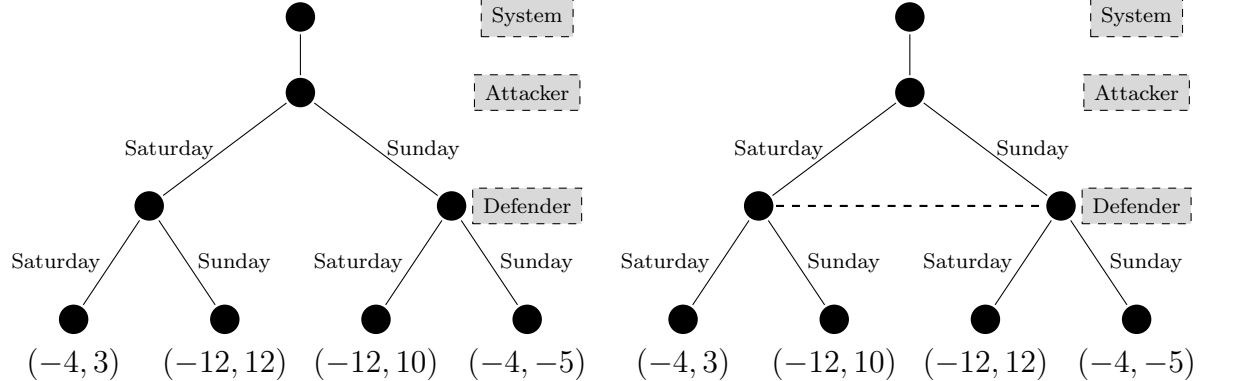 System
System
Attacker
Attacker
Saturday
Sunday
Saturday
Sunday
Defender
Defender
Saturday
Sunday
Saturday
Sunday
Saturday
Sunday
Saturday
Sunday
(−4, 3)
(−12, 12)
(−12, 10)
(−4, −5)
(−4, 3)
(−12, 10)
(−12, 12)
(−4, −5)